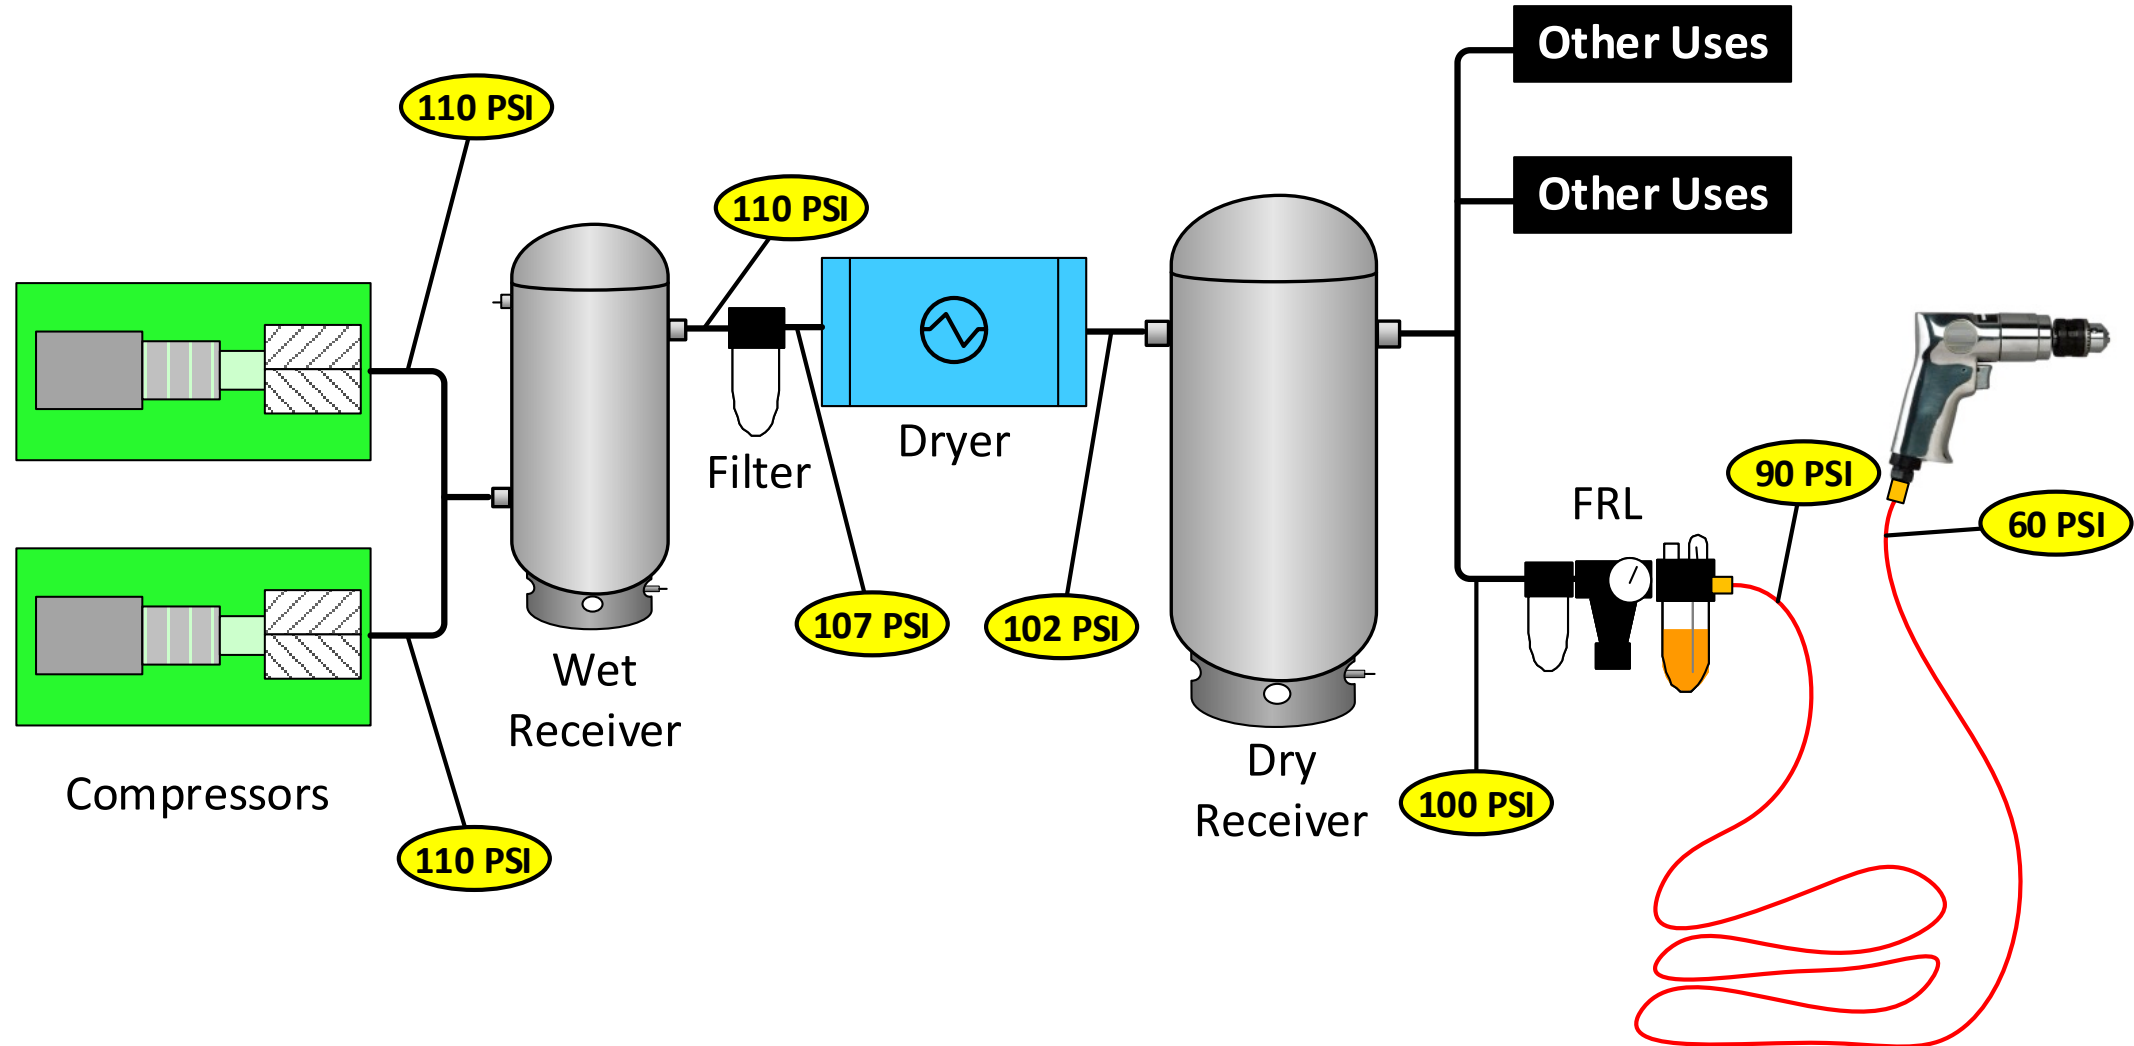 Other Uses
110 PSI
Other Uses
110 PSI
Filter
Dryer
FRL
90 PSI
60 PSI
107 PSI
102 PSI
Wet
Receiver
Dry
Receiver
Compressors
100 PSI
110 PSI